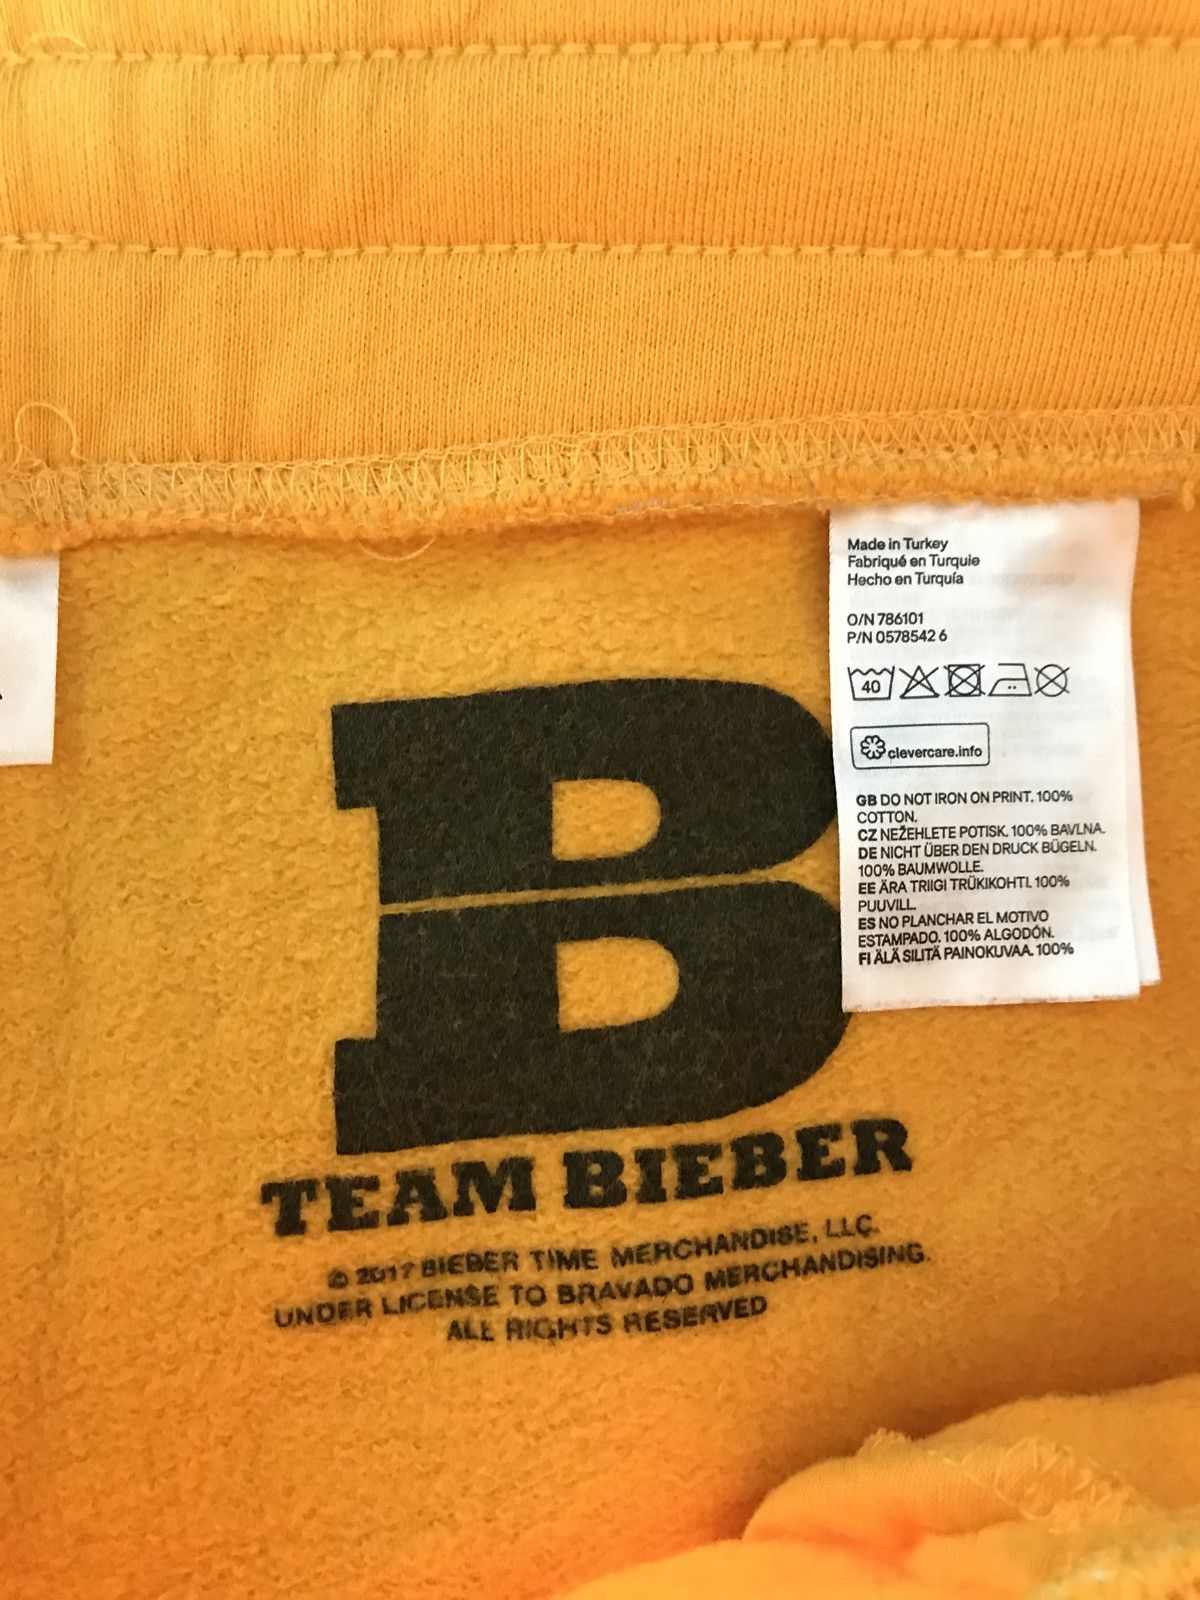 Made in Turkey
Fabriqué en Turquie
Hecho en Turquía
O/N 786101
P/N 0578542 6
40
clevercare.info
GB DO NOT IRON ON PRINT. 100%
COTTON.
CZ NEŽEHLETE POTISK. 100% BAVLNA.
DE NICHT ÜBER DEN DRUCK BÜGELN.
100% BAUMWOLLE.
EE ÄRA TRIIGI TRÜKIKOHTI. 100%
PUUVILL.
ES NO PLANCHAR EL MOTIVO
ESTAMPADO. 100% ALGODÓN.
FI ÄLÄ SILITÄ PAINOKUVAA. 100%
B
TEAM BIEBER
© 2017 BIEBER TIME MERCHANDISE, LLC.
UNDER LICENSE TO BRAVADO MERCHANDISING.
ALL RIGHTS RESERVED